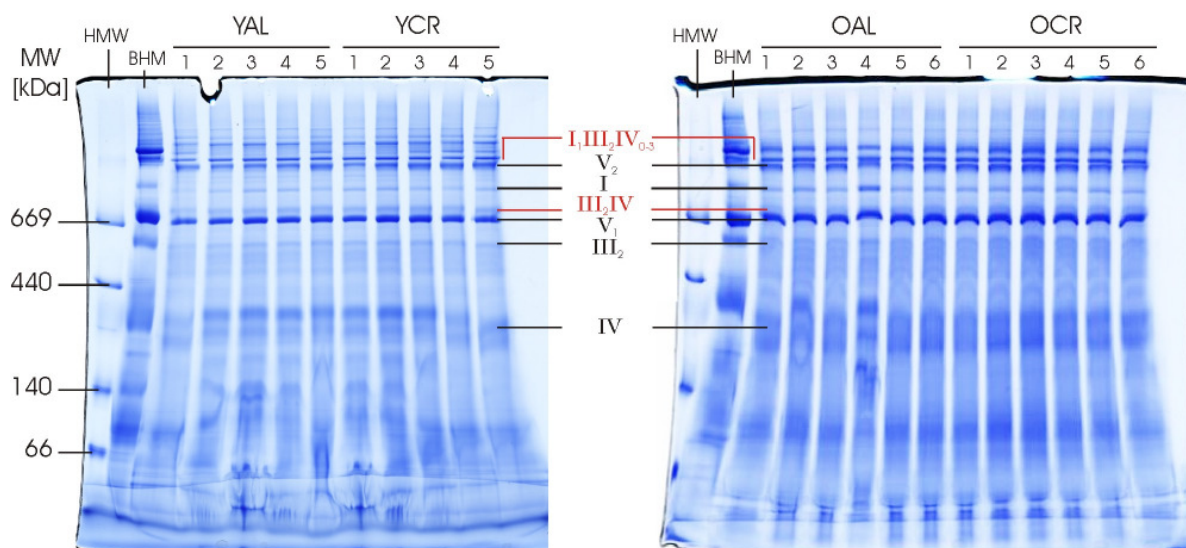 YAL YCR OAL OCR
HMW HMW
MW [kDa]
BHM 1 2 3 4 5 1 2 3 4 5 BHM 1 2 3 4 5 6 1 2 3 4 5 6
I₁III₂IV₀₋₃
V₂
I
III₂IV
669 V₁
III₂
440
IV
140
66